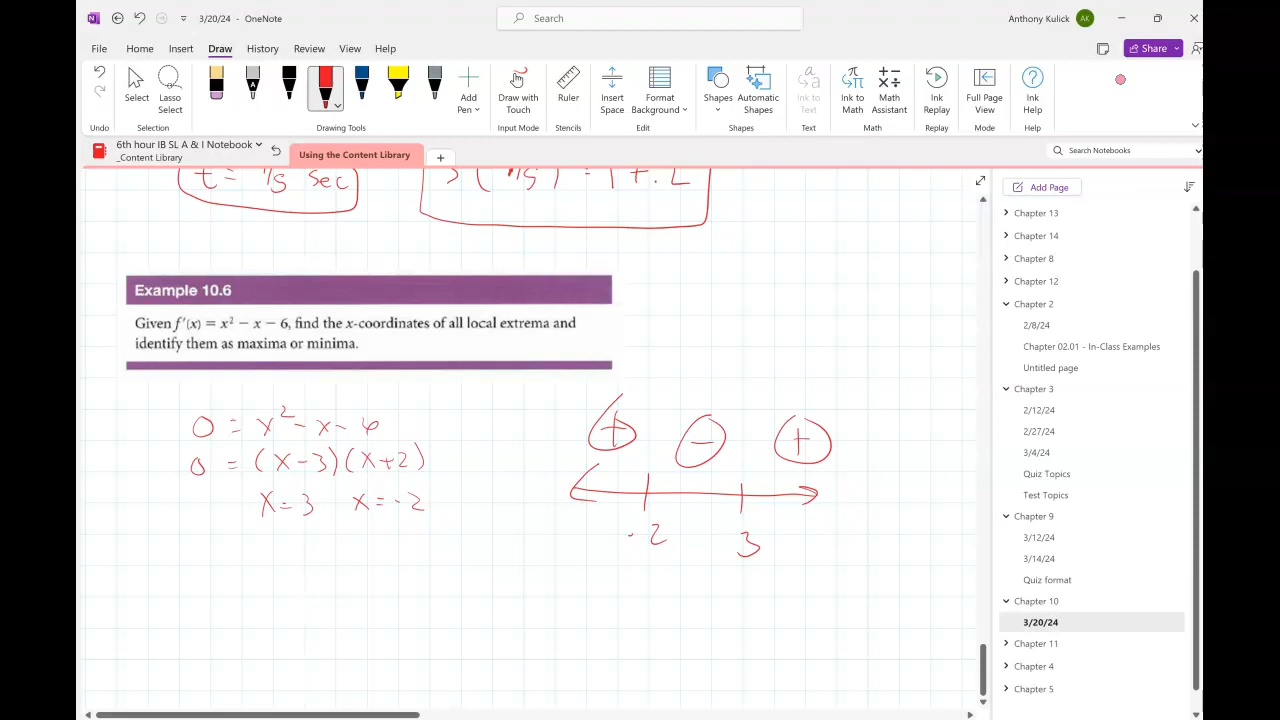 3/20/24 - OneNote
Search
Anthony Kulick
AK
File Home Insert Draw History Review View Help
Share
Undo
Select
Lasso Select
Add Pen
Draw with Touch
Ruler
Insert Space
Format Background
Shapes
Automatic Shapes
Ink to Text
Ink to Math
Math Assistant
Ink Replay
Full Page View
Ink Help
Undo Selection Drawing Tools Input Mode Stencils Edit Shapes Text Math Replay Mode Help
6th hour IB SL A & I Notebook
_Content Library
Using the Content Library
+
Search Notebooks
Add Page
t = 1/5 sec
Example 10.6
Given f'(x) = x² − x − 6, find the x-coordinates of all local extrema and
identify them as maxima or minima.
0 = x² - x - 6
0 = (x-3)(x+2)
x=3 x=-2
+ − +
-2 3
Chapter 13
Chapter 14
Chapter 8
Chapter 12
Chapter 2
2/8/24
Chapter 02.01 - In-Class Examples
Untitled page
Chapter 3
2/12/24
2/27/24
3/4/24
Quiz Topics
Test Topics
Chapter 9
3/12/24
3/14/24
Quiz format
Chapter 10
3/20/24
Chapter 11
Chapter 4
Chapter 5